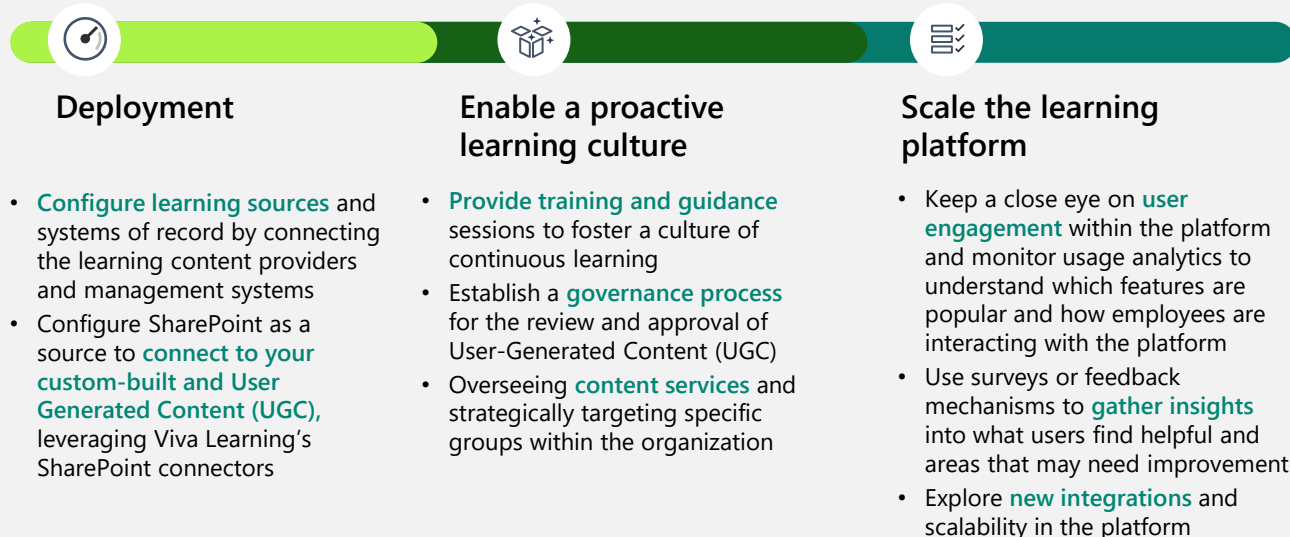 Deployment
• Configure learning sources and
systems of record by connecting
the learning content providers
and management systems
• Configure SharePoint as a
source to connect to your
custom-built and User
Generated Content (UGC),
leveraging Viva Learning's
SharePoint connectors
Enable a proactive
learning culture
• Provide training and guidance
sessions to foster a culture of
continuous learning
• Establish a governance process
for the review and approval of
User-Generated Content (UGC)
• Overseeing content services and
strategically targeting specific
groups within the organization
Scale the learning
platform
• Keep a close eye on user
engagement within the platform
and monitor usage analytics to
understand which features are
popular and how employees are
interacting with the platform
• Use surveys or feedback
mechanisms to gather insights
into what users find helpful and
areas that may need improvement
• Explore new integrations and
scalability in the platform